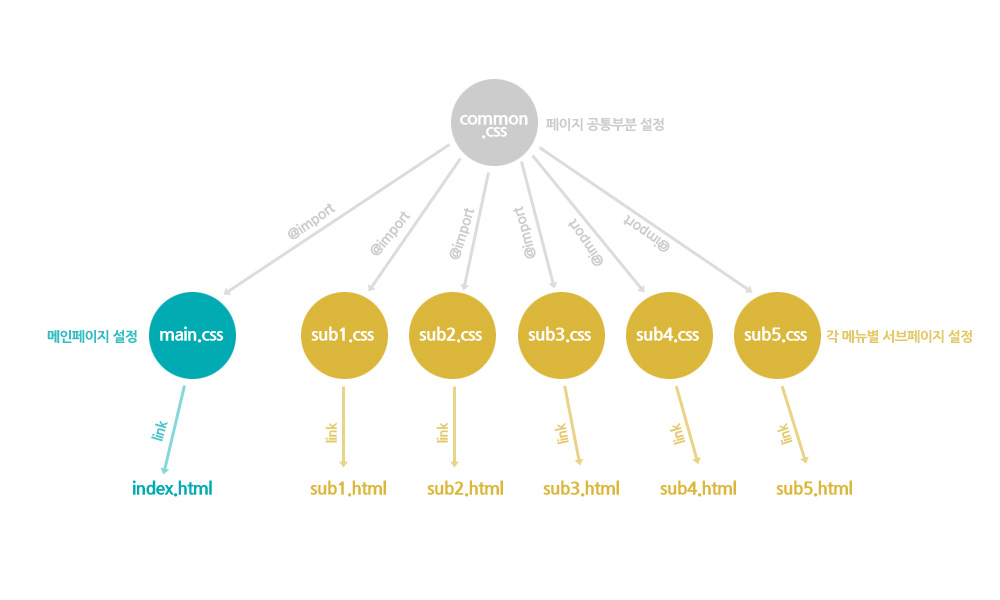 common
.css
페이지 공통부분 설정
@import
@import
@import
@import
@import
@import
메인페이지 설정
main.css
sub1.css
sub2.css
sub3.css
sub4.css
sub5.css
각 메뉴별 서브페이지 설정
link
link
link
link
link
link
index.html
sub1.html
sub2.html
sub3.html
sub4.html
sub5.html